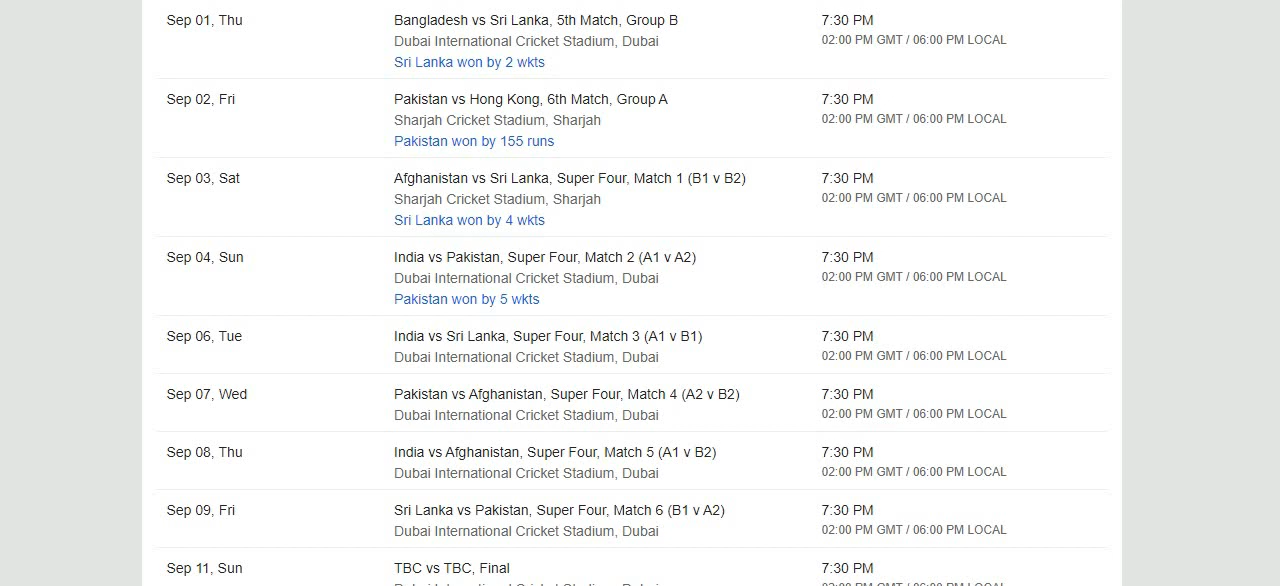 Sep 01, Thu
Bangladesh vs Sri Lanka, 5th Match, Group B
Dubai International Cricket Stadium, Dubai
Sri Lanka won by 2 wkts
7:30 PM
02:00 PM GMT / 06:00 PM LOCAL
Sep 02, Fri
Pakistan vs Hong Kong, 6th Match, Group A
Sharjah Cricket Stadium, Sharjah
Pakistan won by 155 runs
7:30 PM
02:00 PM GMT / 06:00 PM LOCAL
Sep 03, Sat
Afghanistan vs Sri Lanka, Super Four, Match 1 (B1 v B2)
Sharjah Cricket Stadium, Sharjah
Sri Lanka won by 4 wkts
7:30 PM
02:00 PM GMT / 06:00 PM LOCAL
Sep 04, Sun
India vs Pakistan, Super Four, Match 2 (A1 v A2)
Dubai International Cricket Stadium, Dubai
Pakistan won by 5 wkts
7:30 PM
02:00 PM GMT / 06:00 PM LOCAL
Sep 06, Tue
India vs Sri Lanka, Super Four, Match 3 (A1 v B1)
Dubai International Cricket Stadium, Dubai
7:30 PM
02:00 PM GMT / 06:00 PM LOCAL
Sep 07, Wed
Pakistan vs Afghanistan, Super Four, Match 4 (A2 v B2)
Dubai International Cricket Stadium, Dubai
7:30 PM
02:00 PM GMT / 06:00 PM LOCAL
Sep 08, Thu
India vs Afghanistan, Super Four, Match 5 (A1 v B2)
Dubai International Cricket Stadium, Dubai
7:30 PM
02:00 PM GMT / 06:00 PM LOCAL
Sep 09, Fri
Sri Lanka vs Pakistan, Super Four, Match 6 (B1 v A2)
Dubai International Cricket Stadium, Dubai
7:30 PM
02:00 PM GMT / 06:00 PM LOCAL
Sep 11, Sun
TBC vs TBC, Final
7:30 PM